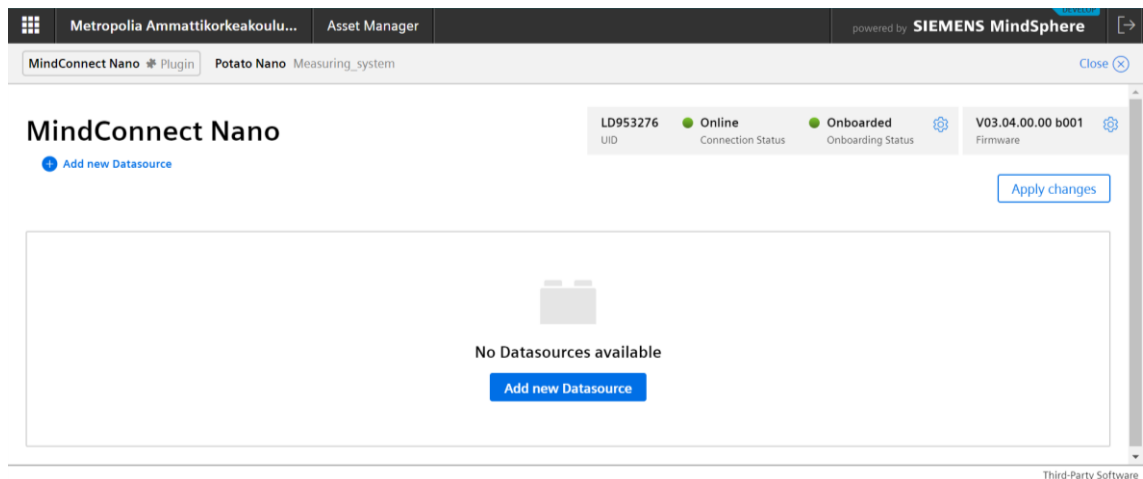 DEVELOP
Metropolia Ammattikorkeakoulu... Asset Manager powered by SIEMENS MindSphere
MindConnect Nano Plugin Potato Nano Measuring_system Close
MindConnect Nano
LD953276 Online Onboarded V03.04.00.00 b001
UID Connection Status Onboarding Status Firmware
Add new Datasource
Apply changes
No Datasources available
Add new Datasource
Third-Party Software